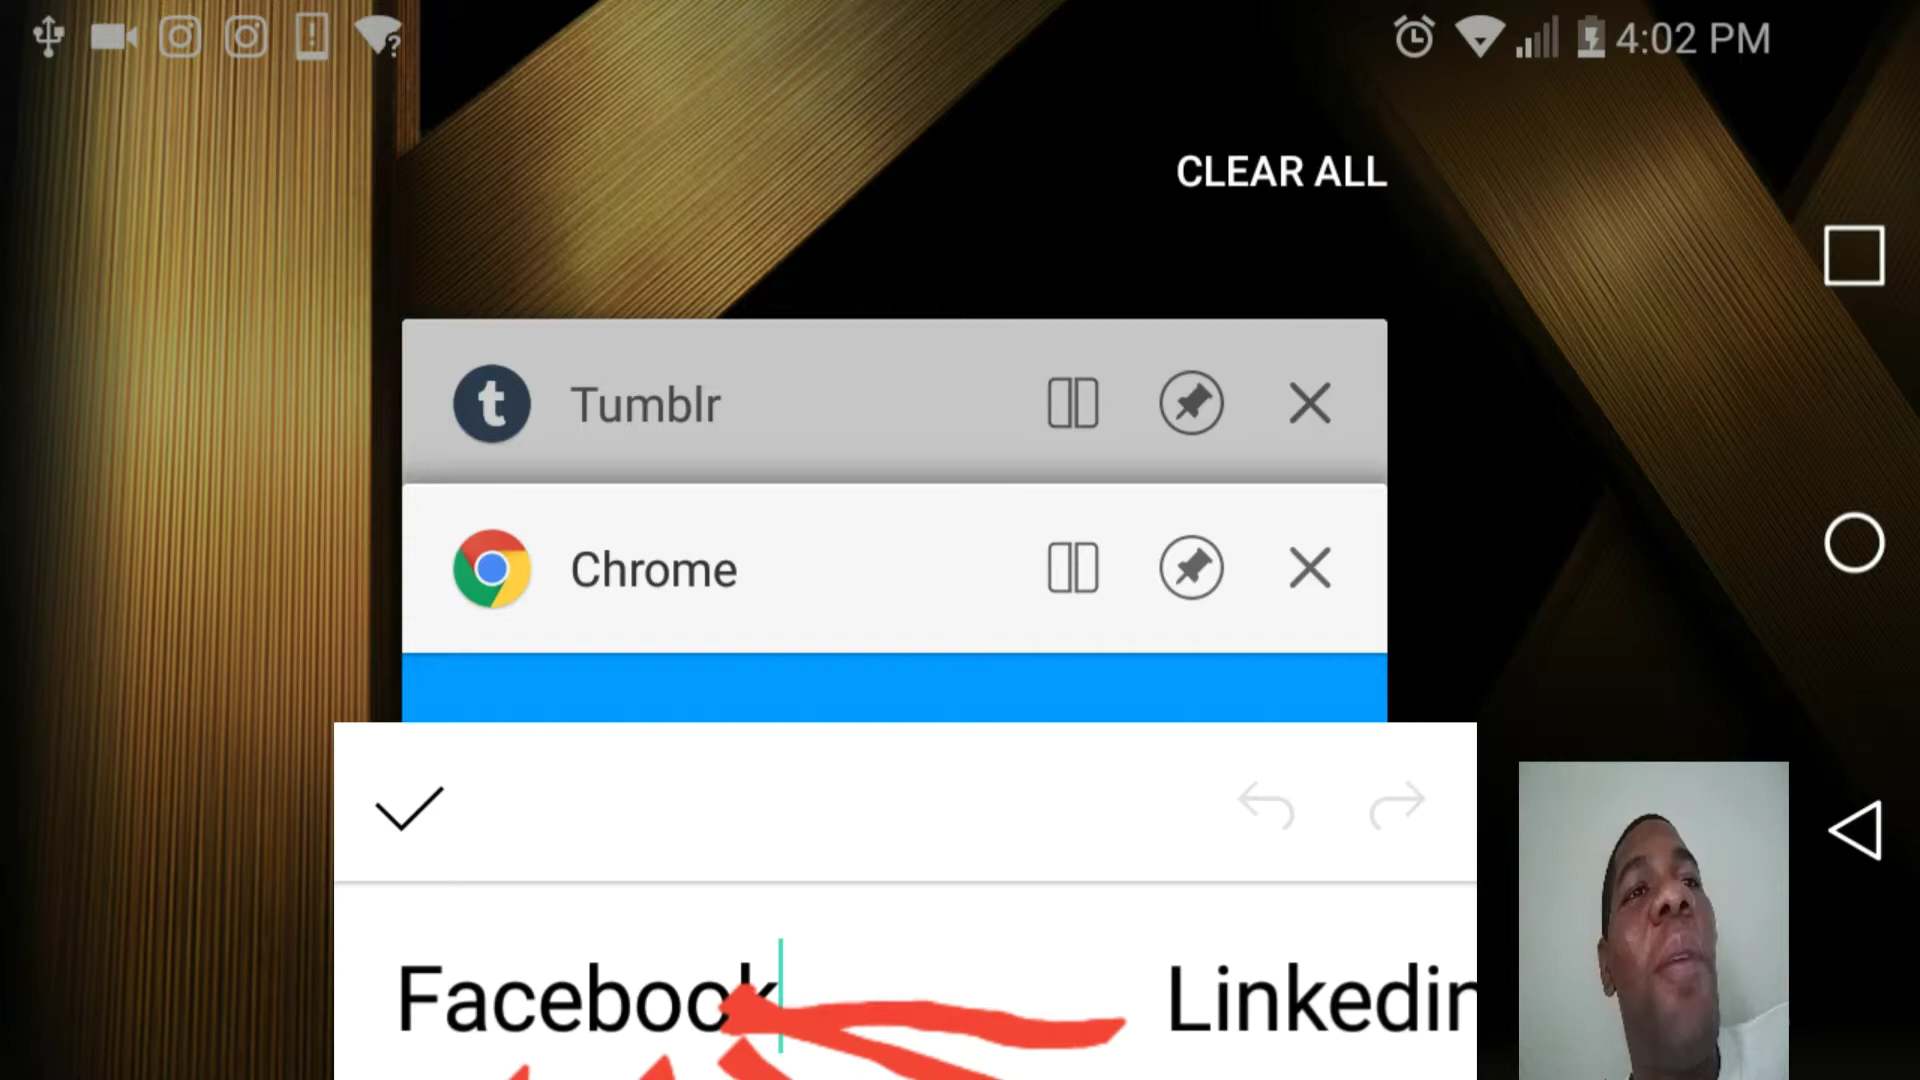 4:02 PM
CLEAR ALL
Tumblr
Chrome
Facebook
Linkedin